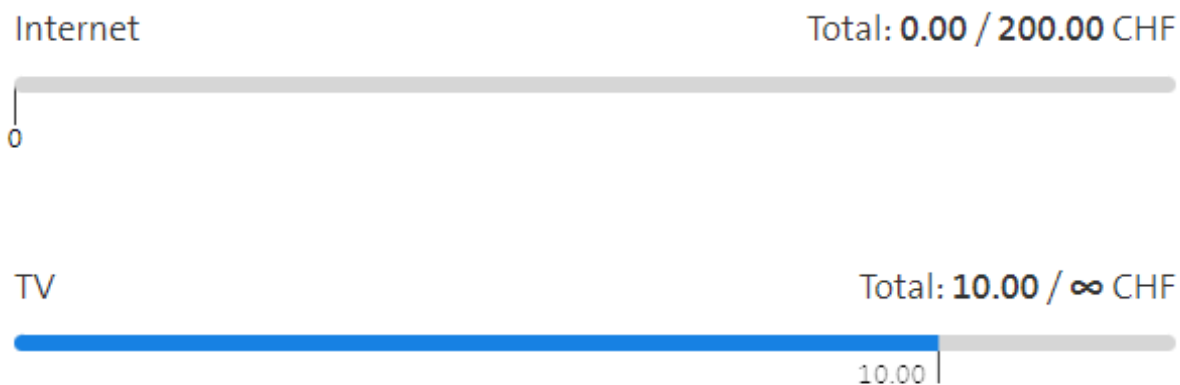 Internet Total: 0.00 / 200.00 CHF
0
TV Total: 10.00 / ∞ CHF
10.00